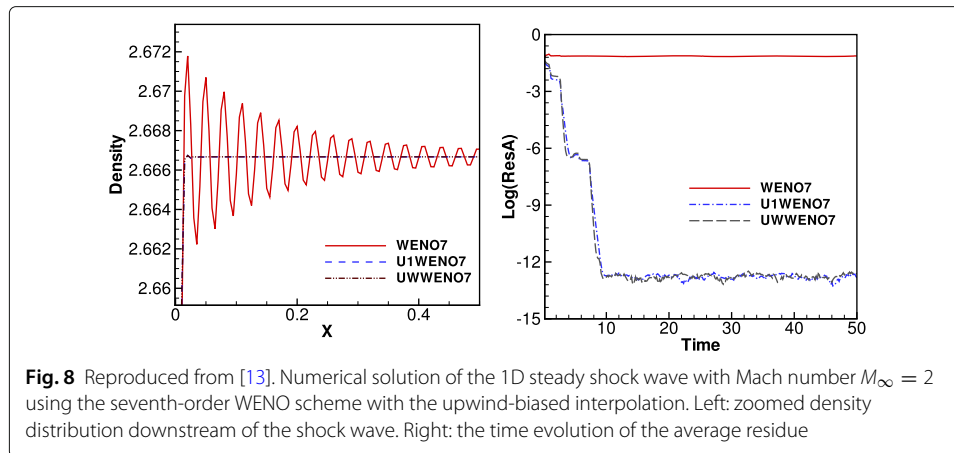 2.672
2.67
2.668
2.666
2.664
2.66
Density
0
0.2
0.4
X
WENO7
U1WENO7
UWWENO7
-3
-6
-9
-12
-15
Log(ResA)
10
20
30
40
50
Time
WENO7
U1WENO7
UWWENO7
Fig. 8 Reproduced from [13]. Numerical solution of the 1D steady shock wave with Mach number M∞ = 2
using the seventh-order WENO scheme with the upwind-biased interpolation. Left: zoomed density
distribution downstream of the shock wave. Right: the time evolution of the average residue